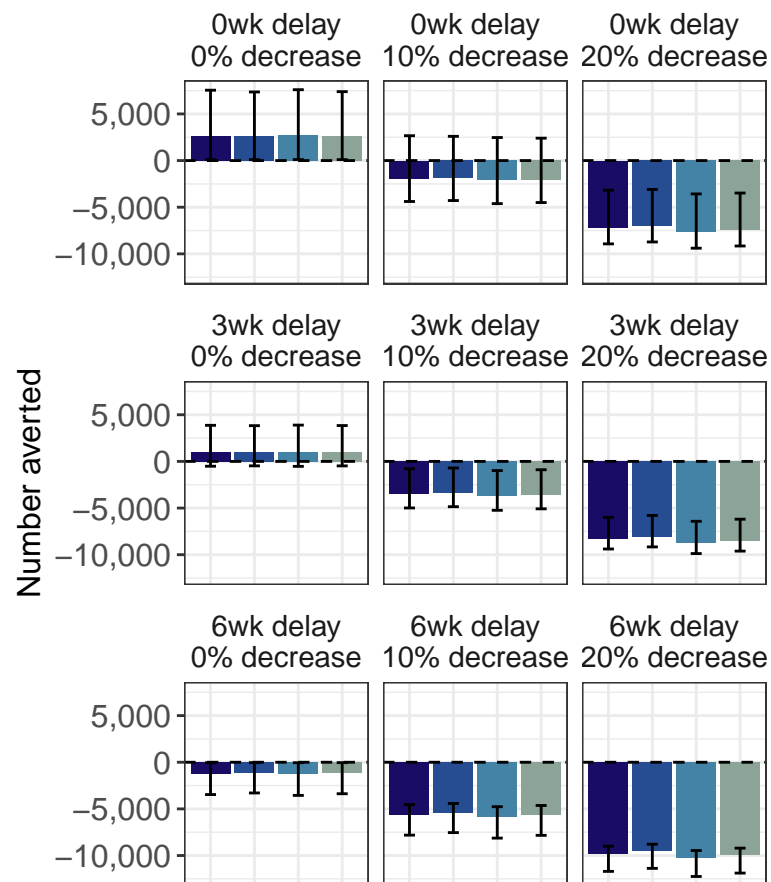 0wk delay
0% decrease
0wk delay
10% decrease
0wk delay
20% decrease
5,000
0
−5,000
−10,000
3wk delay
0% decrease
3wk delay
10% decrease
3wk delay
20% decrease
5,000
0
−5,000
−10,000
Number averted
6wk delay
0% decrease
6wk delay
10% decrease
6wk delay
20% decrease
5,000
0
−5,000
−10,000